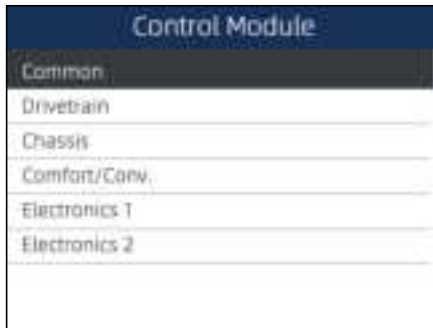 Control Module
Common
Drivetrain
Chassis
Comfort/Conv.
Electronics 1
Electronics 2